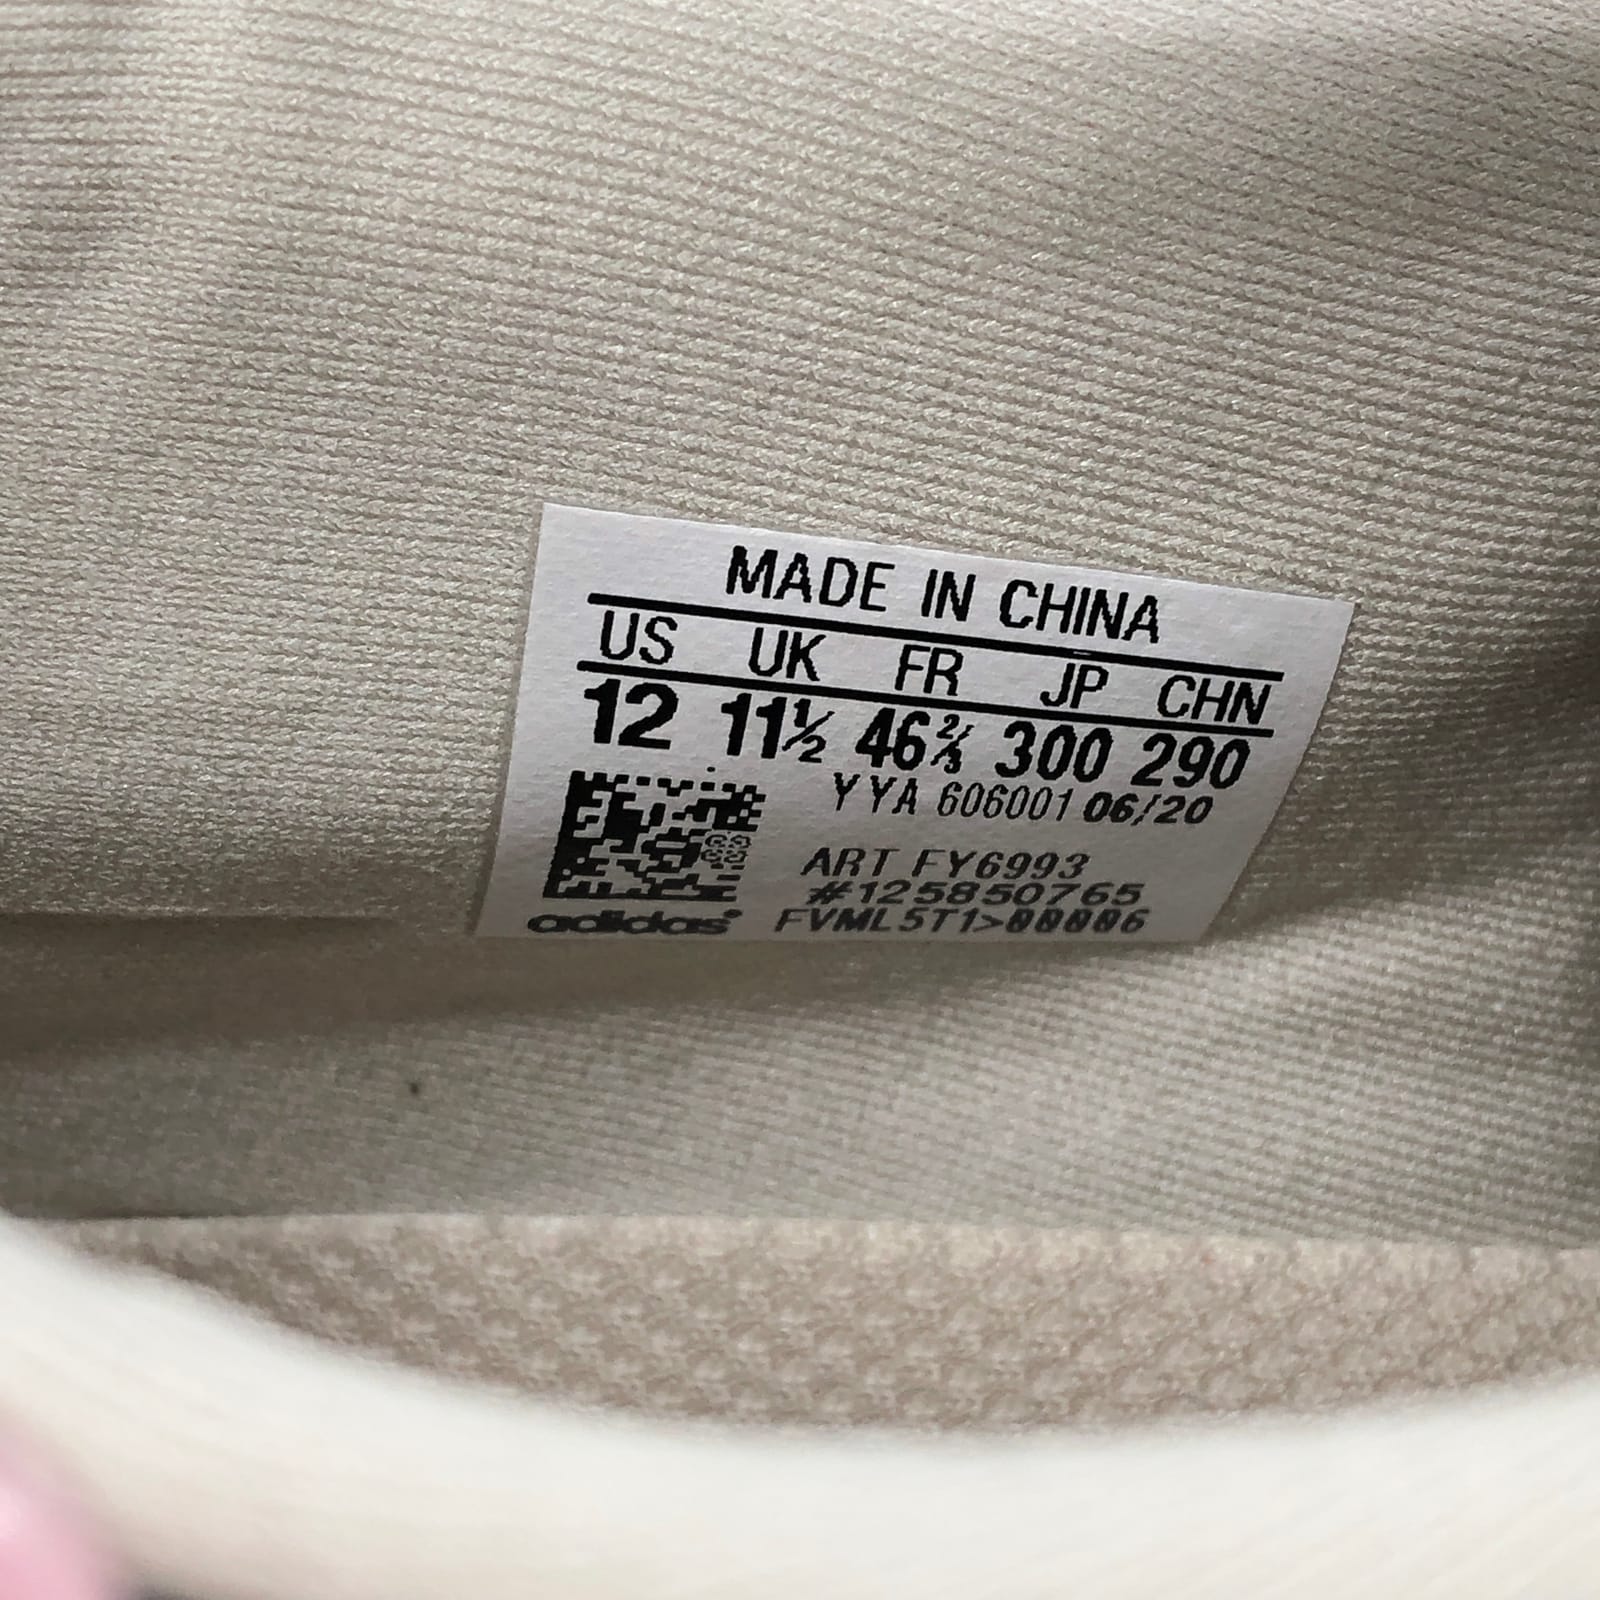 MADE IN CHINA
US UK FR JP CHN
12 11½ 46⅔ 300 290
YYA 606001 06/20
ART FY6993
#125850765
adidas FVML5T1>00006